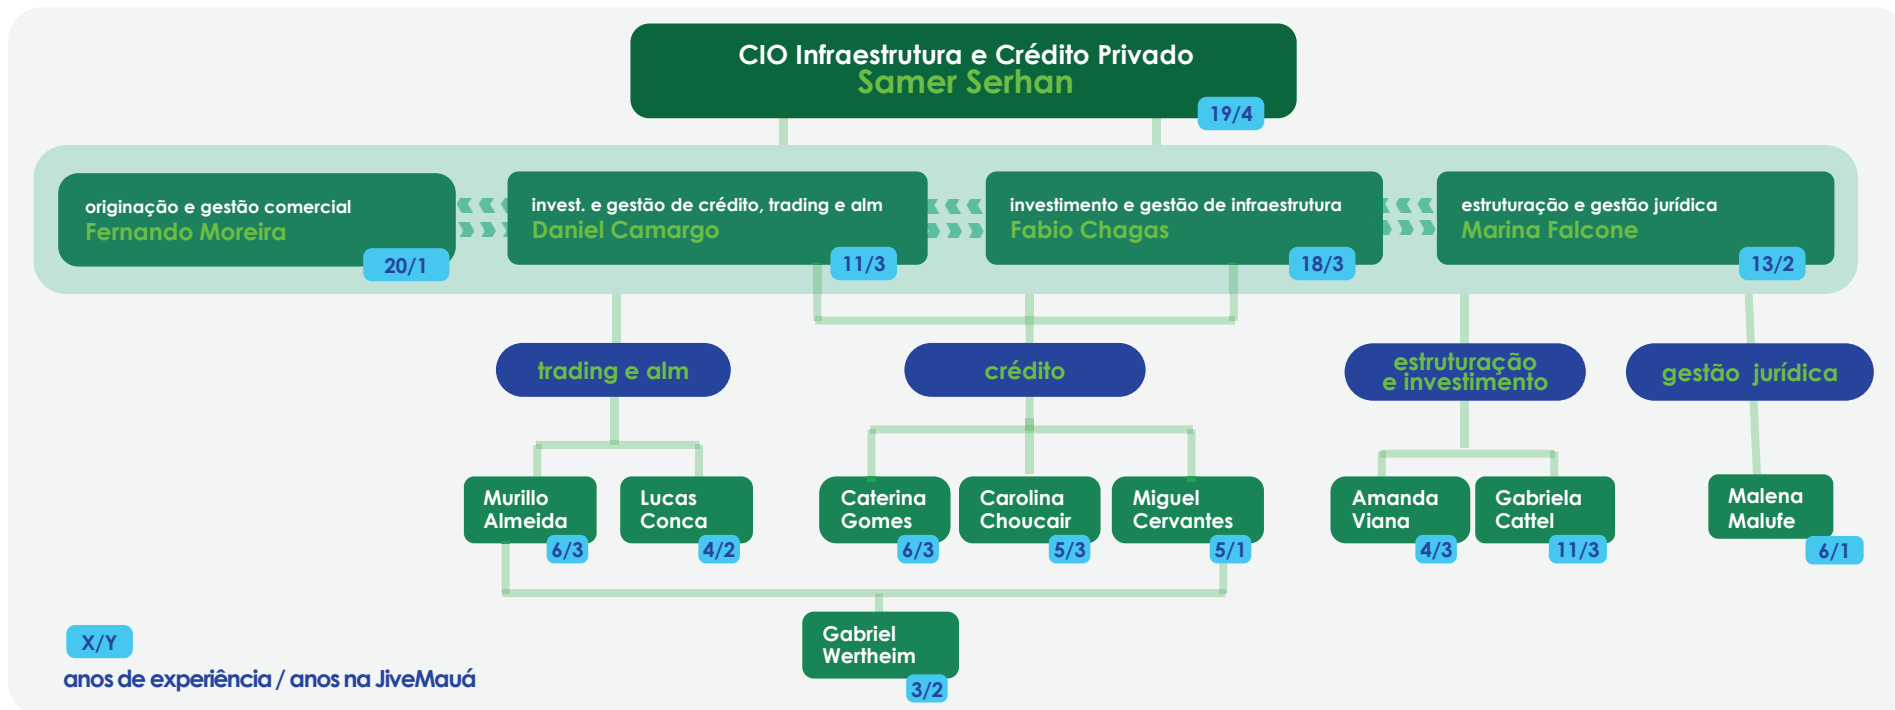 CIO Infraestrutura e Crédito Privado
Samer Serhan
19/4
originação e gestão comercial
Fernando Moreira
20/1
invest. e gestão de crédito, trading e alm
Daniel Camargo
11/3
investimento e gestão de infraestrutura
Fabio Chagas
18/3
estruturação e gestão jurídica
Marina Falcone
13/2
trading e alm
crédito
estruturação
e investimento
gestão jurídica
Murillo
Almeida
6/3
Lucas
Conca
4/2
Caterina
Gomes
6/3
Carolina
Choucair
5/3
Miguel
Cervantes
5/1
Amanda
Viana
4/3
Gabriela
Cattel
11/3
Malena
Malufe
6/1
Gabriel
Wertheim
3/2
X/Y
anos de experiência / anos na JiveMauá